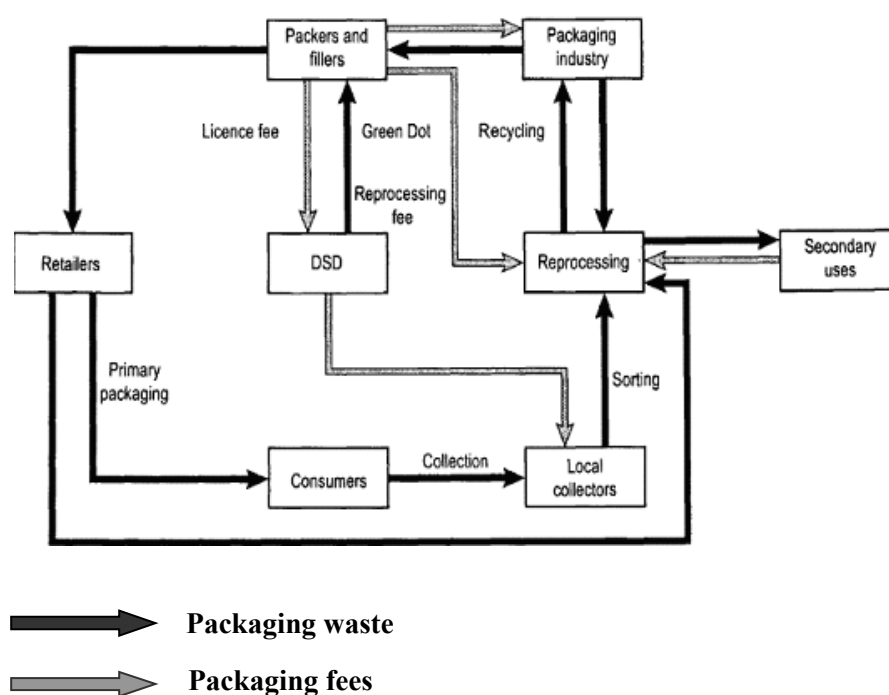 Packers and
fillers
Packaging
industry
Licence fee
Green Dot
Recycling
Reprocessing
fee
Retailers
DSD
Reprocessing
Secondary
uses
Primary
packaging
Sorting
Consumers
Collection
Local
collectors
Packaging waste
Packaging fees